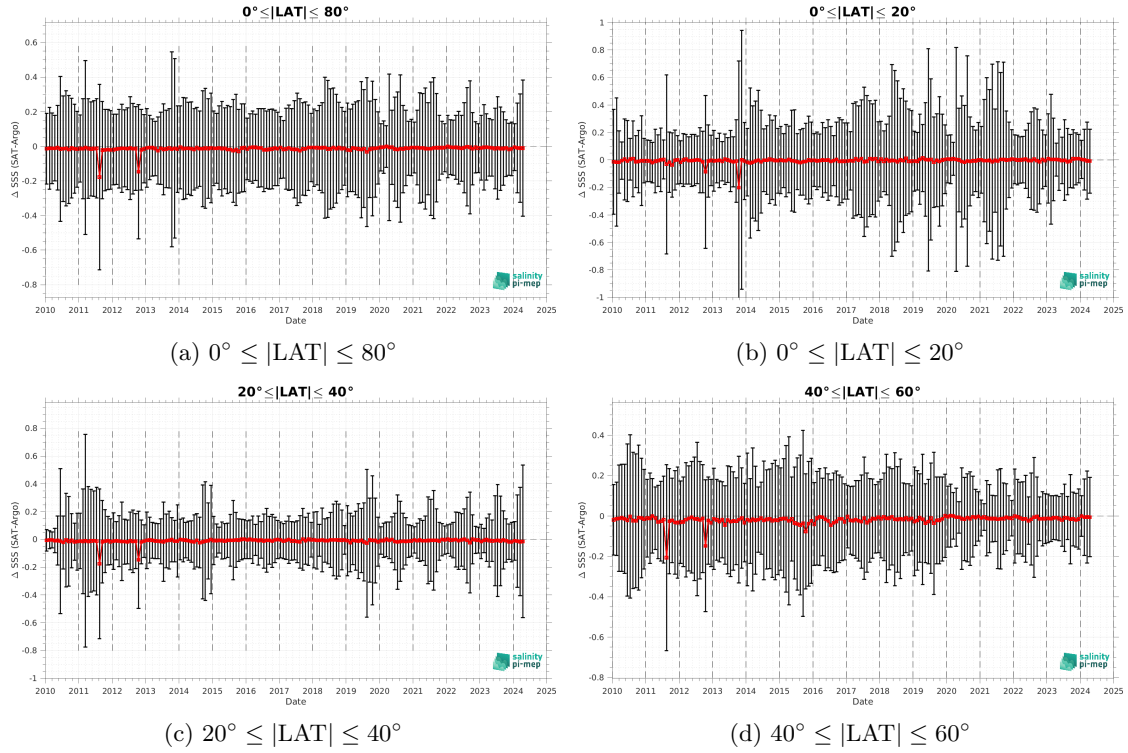 0°≤|LAT|≤ 80°
Δ SSS (SAT-Argo)
0.6
0.4
0.2
0
-0.2
-0.4
-0.6
-0.8
2010 2011 2012 2013 2014 2015 2016 2017 2018 2019 2020 2021 2022 2023 2024 2025
Date
salinity
pi-mep
(a) 0° ≤ |LAT| ≤ 80°
0°≤|LAT|≤ 20°
Δ SSS (SAT-Argo)
1
0.8
0.6
0.4
0.2
0
-0.2
-0.4
-0.6
-0.8
-1
2010 2011 2012 2013 2014 2015 2016 2017 2018 2019 2020 2021 2022 2023 2024 2025
Date
salinity
pi-mep
(b) 0° ≤ |LAT| ≤ 20°
20°≤|LAT|≤ 40°
Δ SSS (SAT-Argo)
0.8
0.6
0.4
0.2
0
-0.2
-0.4
-0.6
-0.8
-1
2010 2011 2012 2013 2014 2015 2016 2017 2018 2019 2020 2021 2022 2023 2024 2025
Date
salinity
pi-mep
(c) 20° ≤ |LAT| ≤ 40°
40°≤|LAT|≤ 60°
Δ SSS (SAT-Argo)
0.4
0.2
0
-0.2
-0.4
-0.6
-0.8
2010 2011 2012 2013 2014 2015 2016 2017 2018 2019 2020 2021 2022 2023 2024 2025
Date
salinity
pi-mep
(d) 40° ≤ |LAT| ≤ 60°